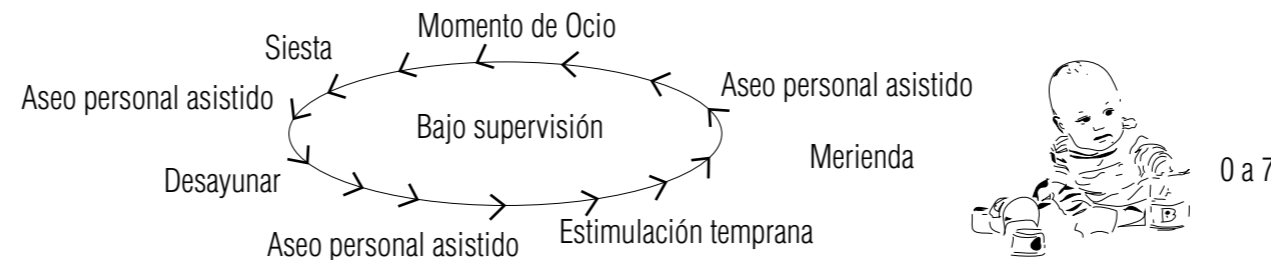 Momento de Ocio
Siesta
Aseo personal asistido
Aseo personal asistido
Bajo supervisión
Merienda
0 a 7
Desayunar
Estimulación temprana
Aseo personal asistido
B